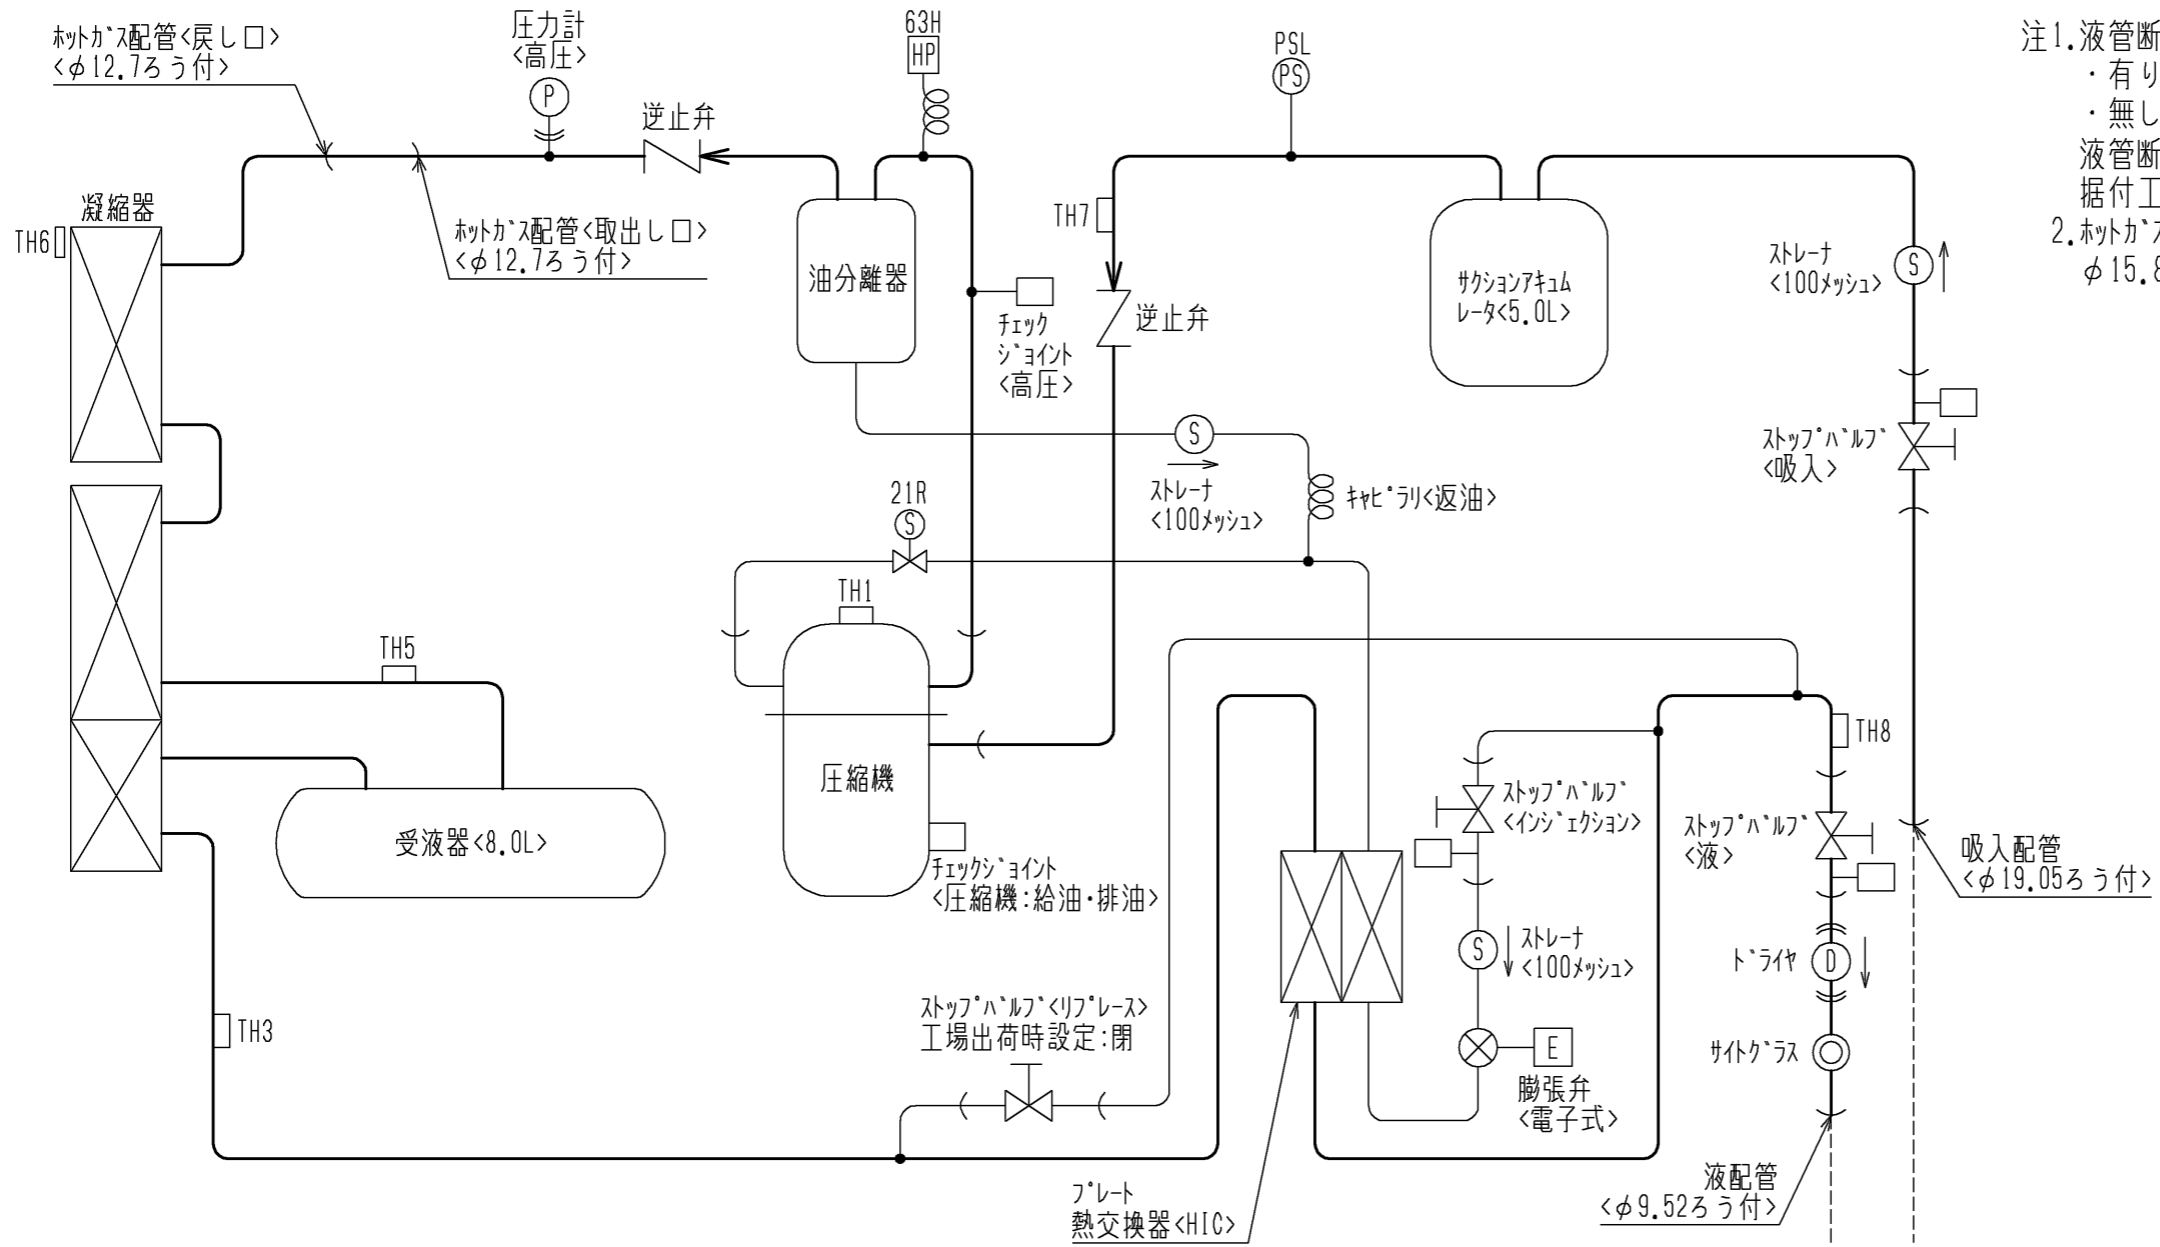 ホットガス配管<戻し口>
<φ12.7ろう付>
圧力計
<高圧>
P
63H
HP
逆止弁
PSL
PS
注1.液管断
・有り
・無し
液管断
据付工
2.ホットガス
φ15.8
凝縮器
TH6
ホットガス配管<取出し口>
<φ12.7ろう付>
油分離器
チェック
ジョイント
<高圧>
TH7
逆止弁
サクションアキュム
レータ<5.0L>
ストレーナ
<100メッシュ>
S
ストップバルブ
<吸入>
S
ストレーナ
<100メッシュ>
キャピラリ<返油>
21R
S
TH1
圧縮機
チェックジョイント
<圧縮機:給油・排油>
TH5
受液器<8.0L>
TH3
ストップバルブ<リプレース>
工場出荷時設定:閉
プレート
熱交換器<HIC>
ストップバルブ
<インジェクション>
S
ストレーナ
<100メッシュ>
E
膨張弁
<電子式>
TH8
ストップバルブ
<液>
ドライヤ
D
サイトグラス
液配管
<φ9.52ろう付>
吸入配管
<φ19.05ろう付>